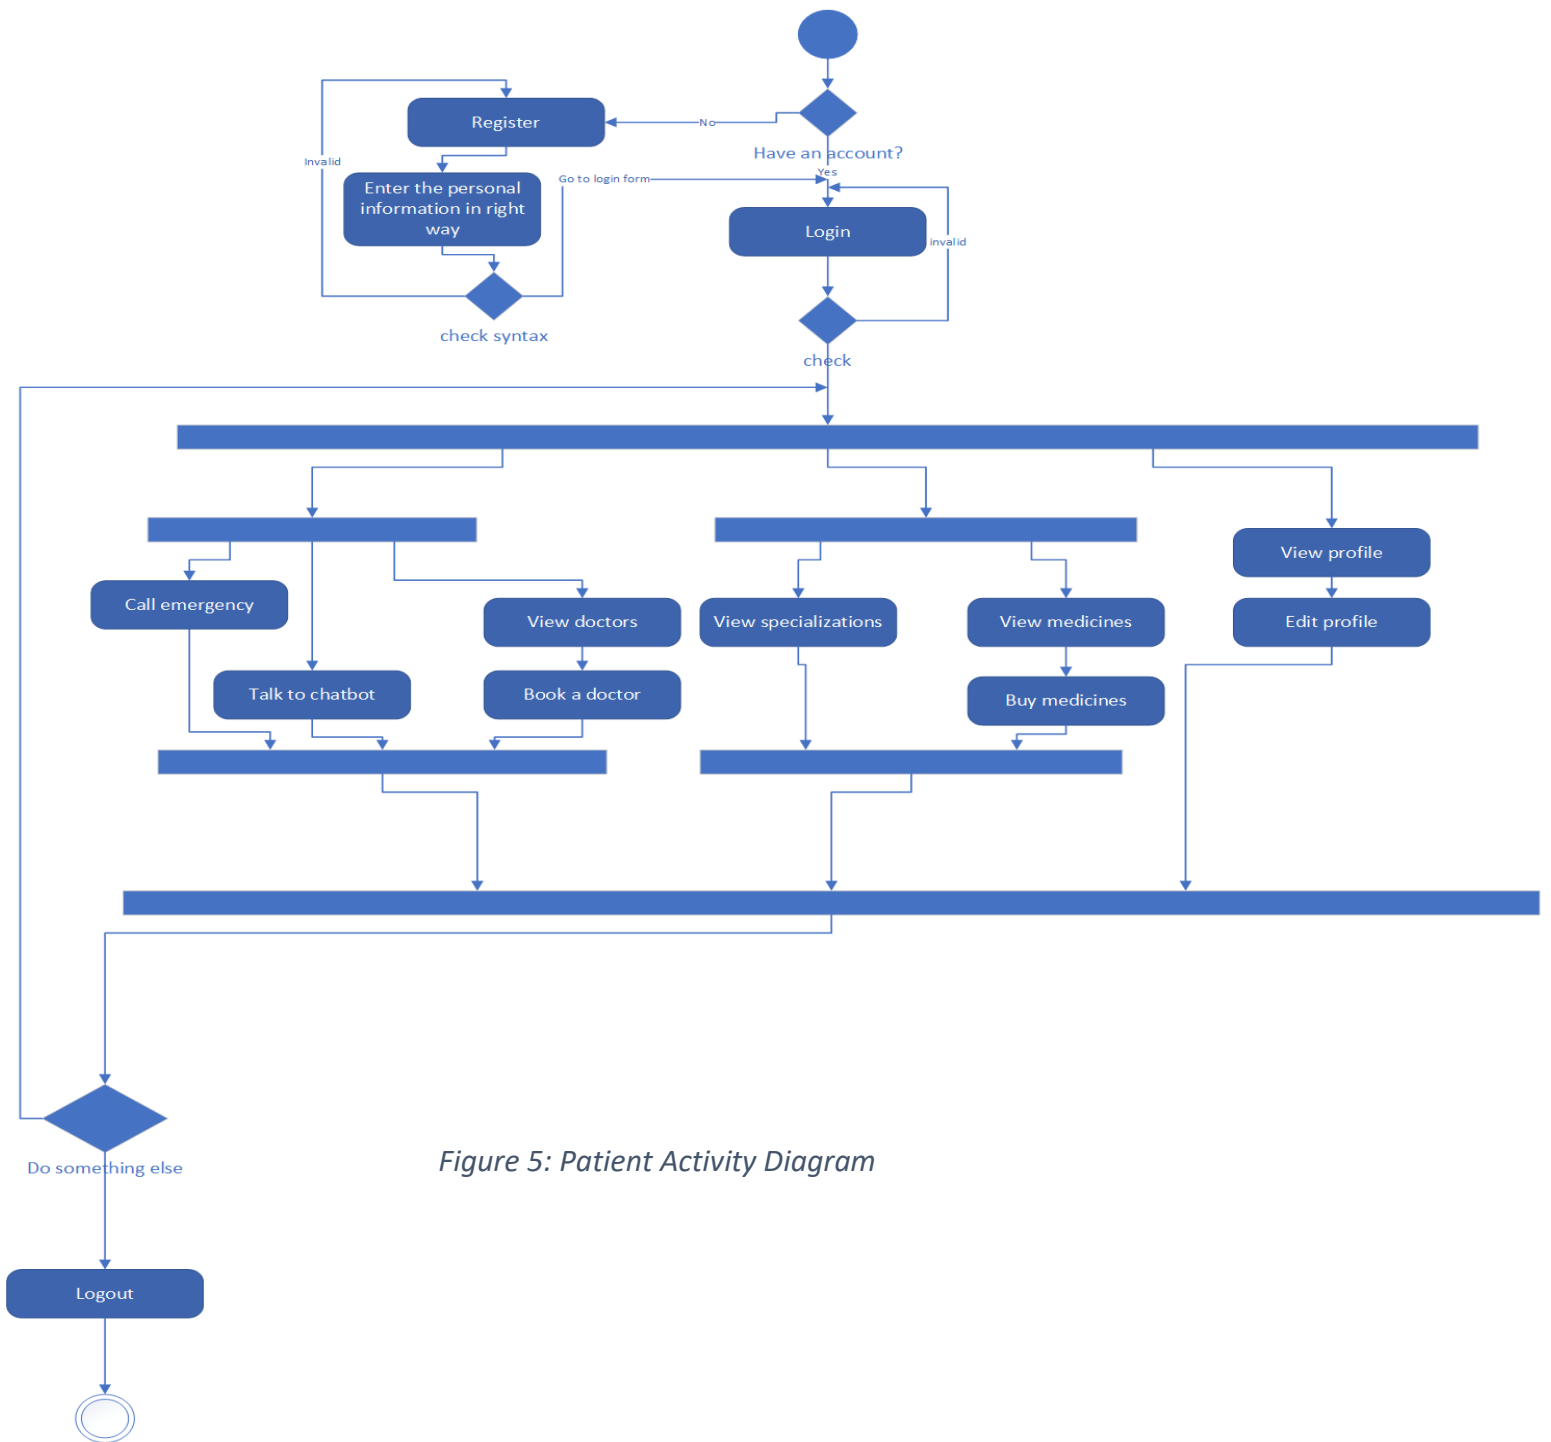 Register
No
Have an account?
Invalid
Yes
Go to login form
Enter the personal
information in right
way
Login
invalid
check syntax
check
View profile
Call emergency
View doctors
View specializations
View medicines
Edit profile
Talk to chatbot
Book a doctor
Buy medicines
Do something else
Figure 5: Patient Activity Diagram
Logout